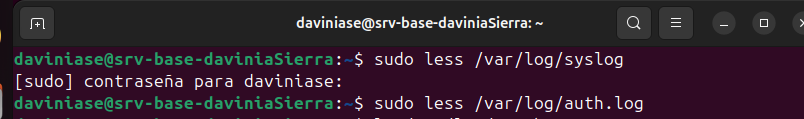 daviniase@srv-base-daviniaSierra: ~
daviniase@srv-base-daviniaSierra:~$ sudo less /var/log/syslog
[sudo] contraseña para daviniase:
daviniase@srv-base-daviniaSierra:~$ sudo less /var/log/auth.log